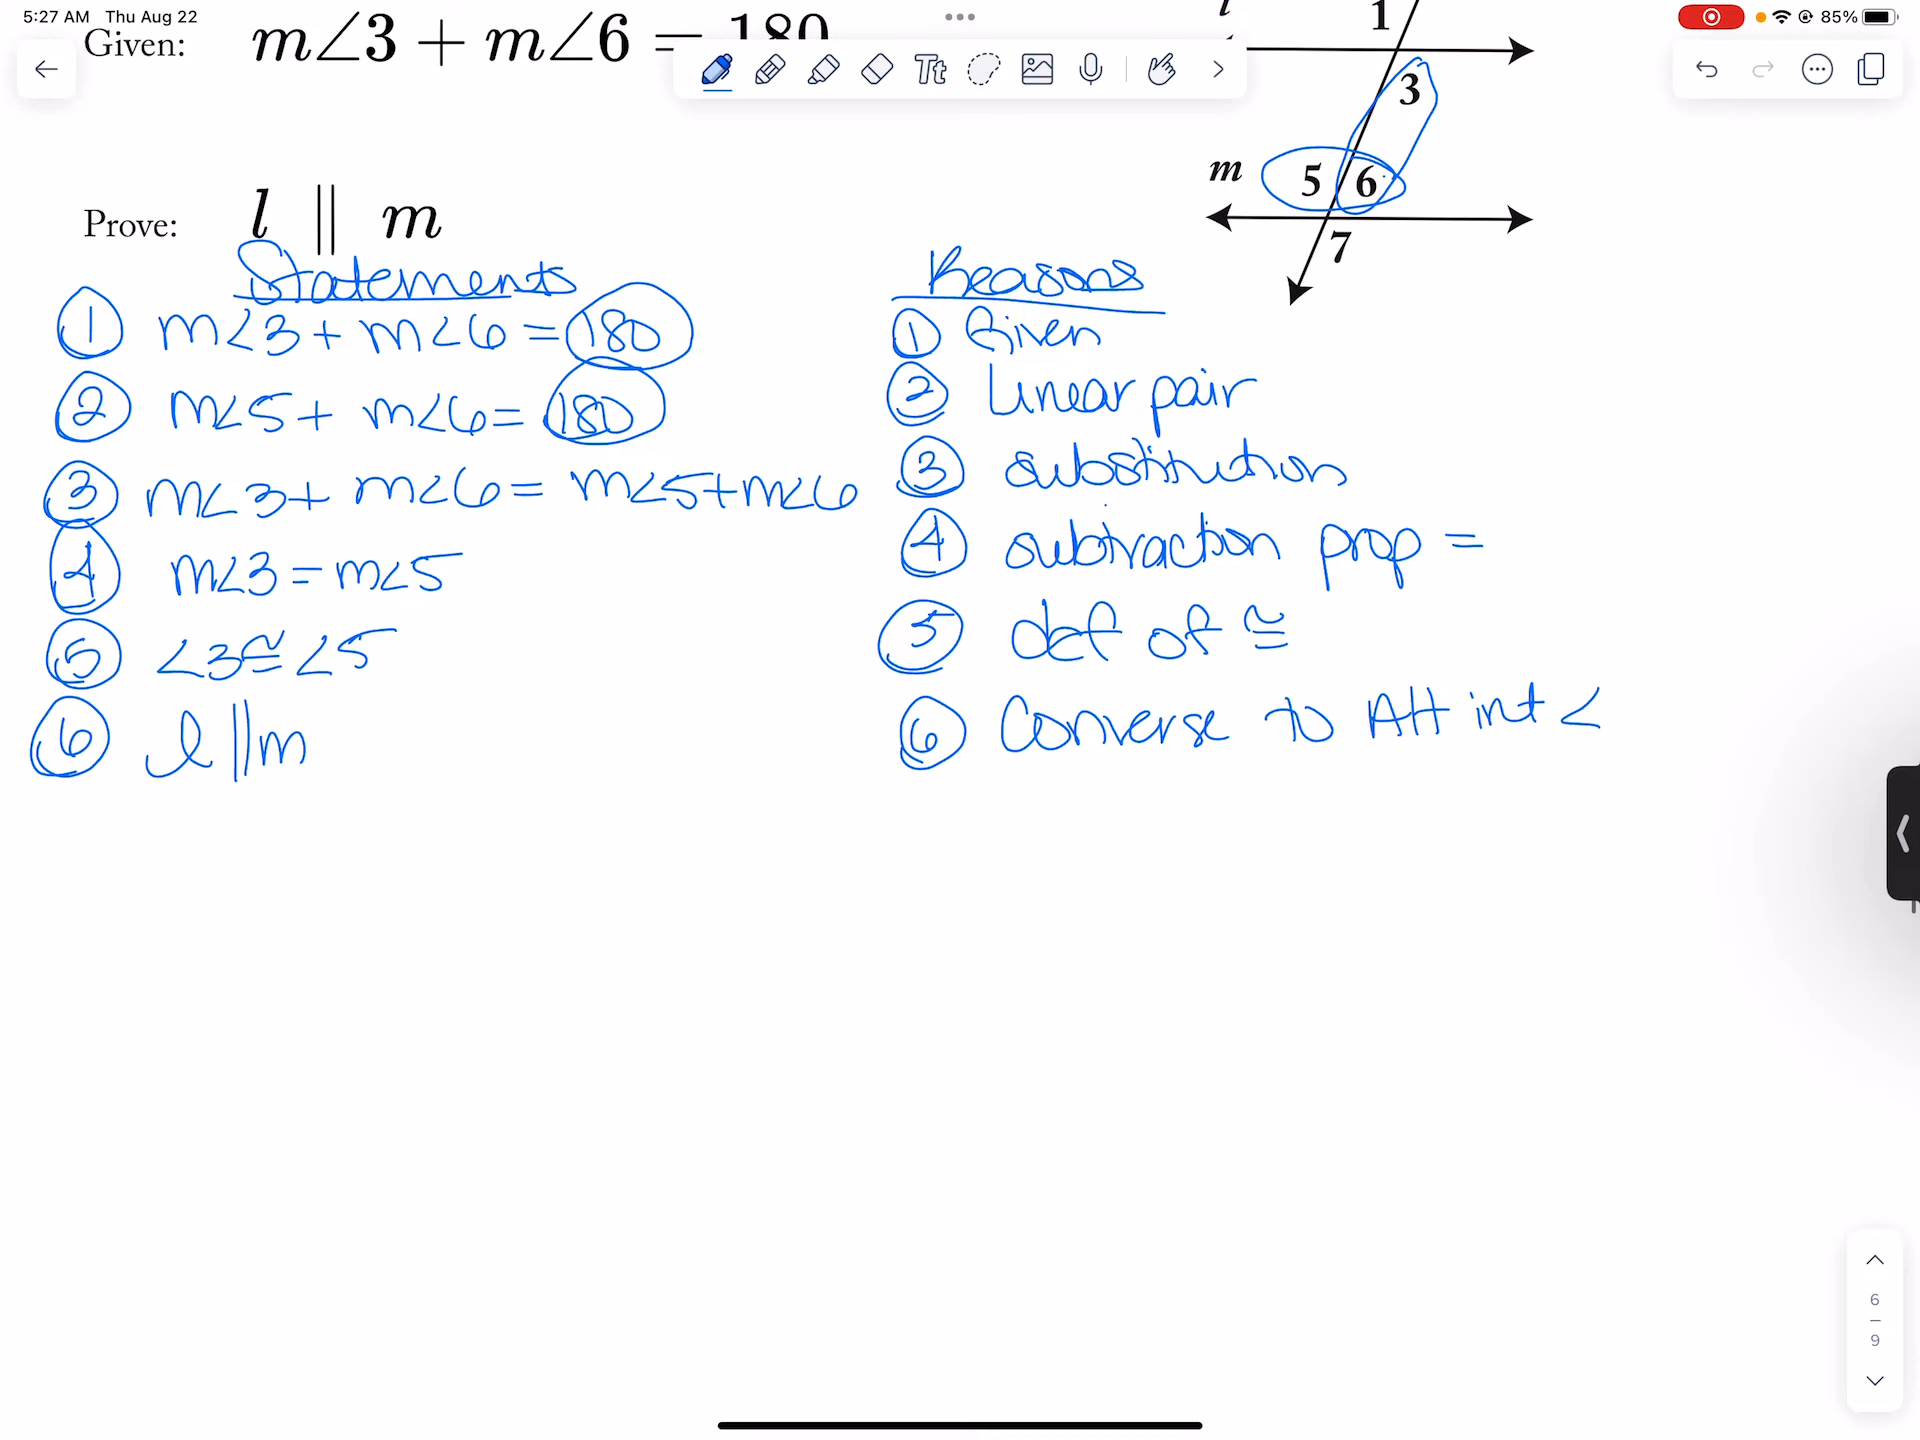 5:27 AM Thu Aug 22
85%
Given: m∠3 + m∠6 = 180
Tt
l
1
3
m
5 6
7
Prove: l || m
Statements
Reasons
① m<3 + m<6 = 180
① Given
② m<5 + m<6 = 180
② Linear pair
③ m<3 + m<6 = m<5+m<6
③ substitution
④ m<3 = m<5
④ subtraction prop =
⑤ <3 ≅ <5
⑤ def of ≅
⑥ l || m
⑥ Converse to Alt int <
6
9